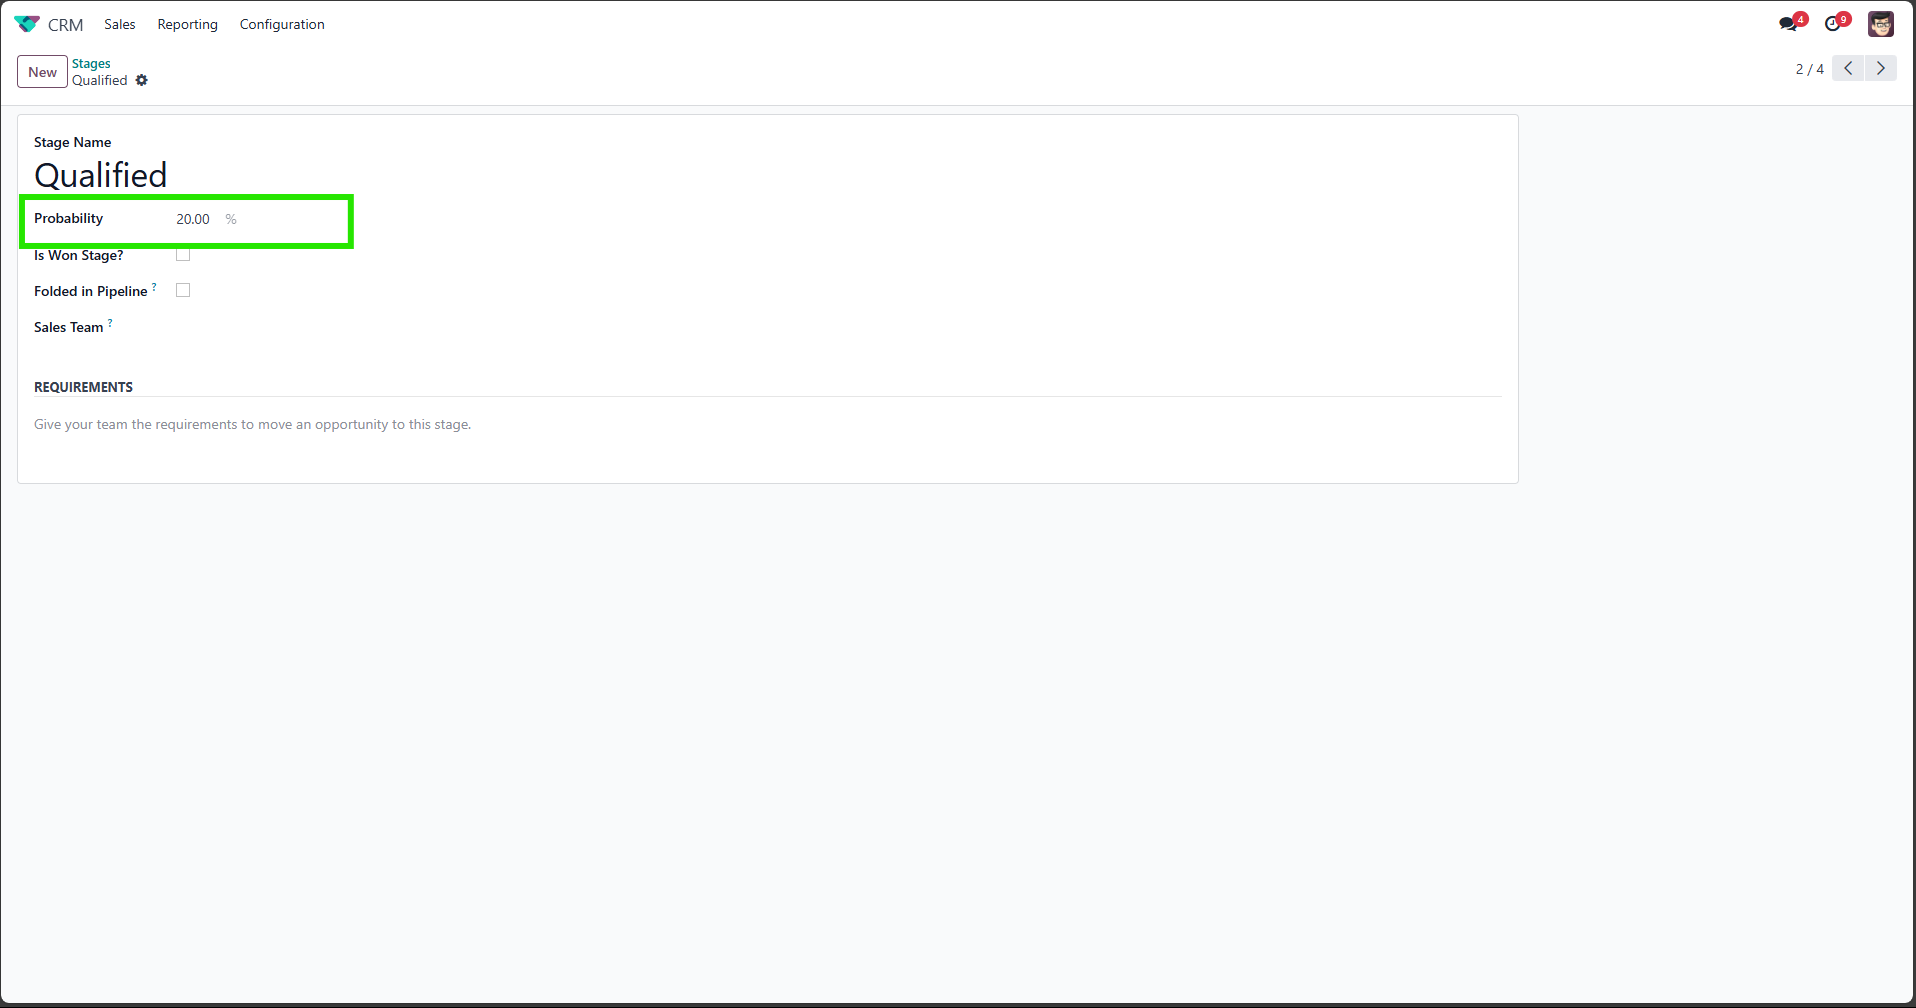 CRM Sales Reporting Configuration 4 9
New Stages
Qualified
2 / 4
Stage Name
Qualified
Probability 20.00 %
Is Won Stage?
Folded in Pipeline ?
Sales Team ?
REQUIREMENTS
Give your team the requirements to move an opportunity to this stage.